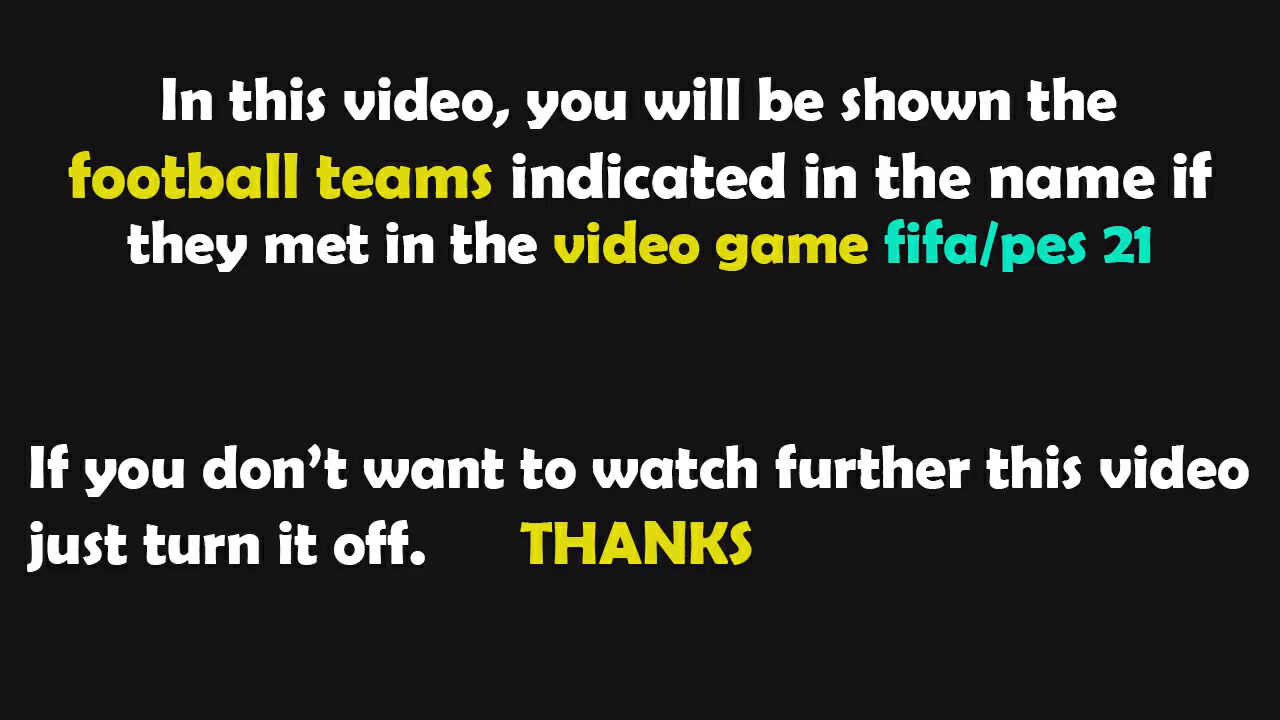 In this video, you will be shown the
football teams indicated in the name if
they met in the video game fifa/pes 21
If you don’t want to watch further this video
just turn it off. THANKS